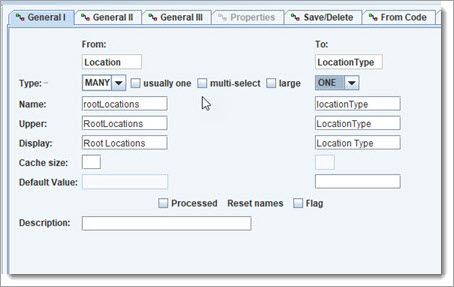 General I General II General III Properties Save/Delete From Code
From: To:
Location LocationType
Type: ~ MANY usually one multi-select large ONE
Name: rootLocations locationType
Upper: RootLocations LocationType
Display: Root Locations Location Type
Cache size:
Default Value:
Processed Reset names Flag
Description: